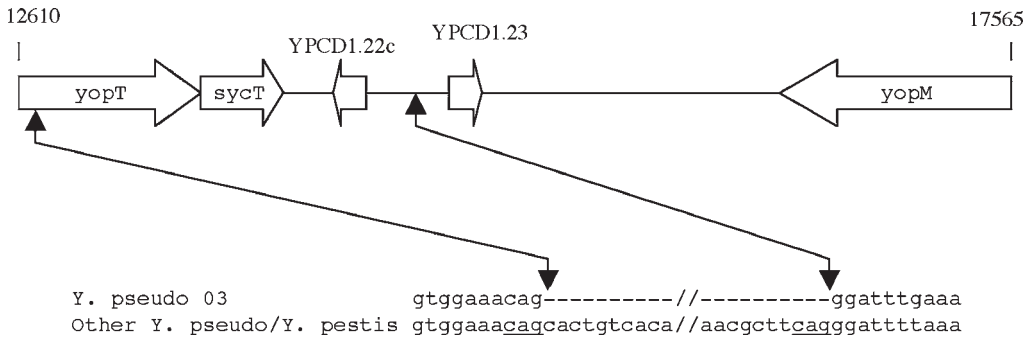 12610 17565
YPCD1.22c YPCD1.23
yopT sycT yopM
Y. pseudo 03 gtggaaacag----------//----------ggatttgaaa
Other Y. pseudo/Y. pestis gtggaaacagcactgtcaca//aacgcttcagggattttaaa